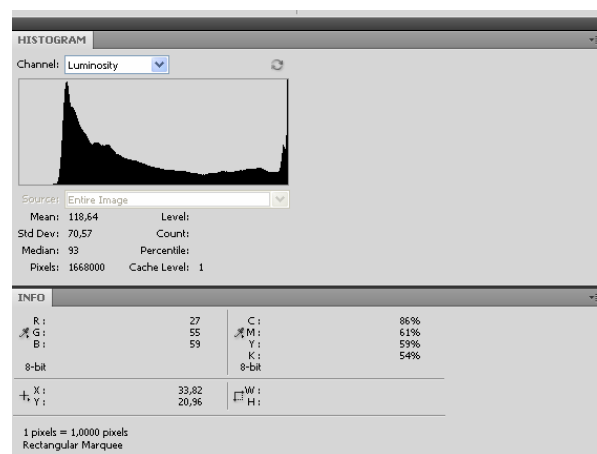 HISTOGRAM
Channel: Luminosity
Source: Entire Image
Mean: 118,64 Level:
Std Dev: 70,57 Count:
Median: 93 Percentile:
Pixels: 1668000 Cache Level: 1
INFO
R: 27 C: 86%
G: 55 M: 61%
B: 59 Y: 59%
K: 54%
8-bit 8-bit
X: 33,82 W:
Y: 20,96 H:
1 pixels = 1,0000 pixels
Rectangular Marquee